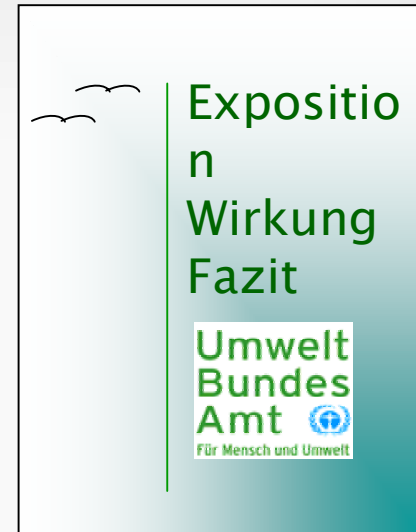 Expositio
n
Wirkung
Fazit
Umwelt
Bundes
Amt
Für Mensch und Umwelt